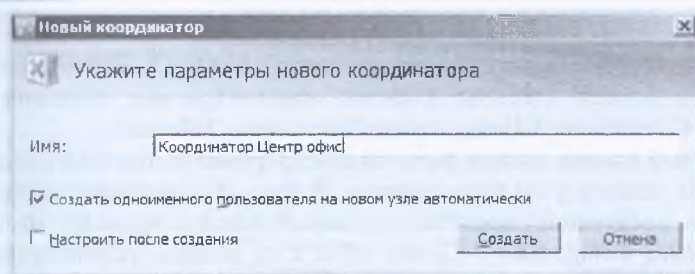 Новый координатор
Укажите параметры нового координатора
Имя: Координатор Центр офис
Создать одноименного пользователя на новом узле автоматически
Настроить после создания Создать Отмена